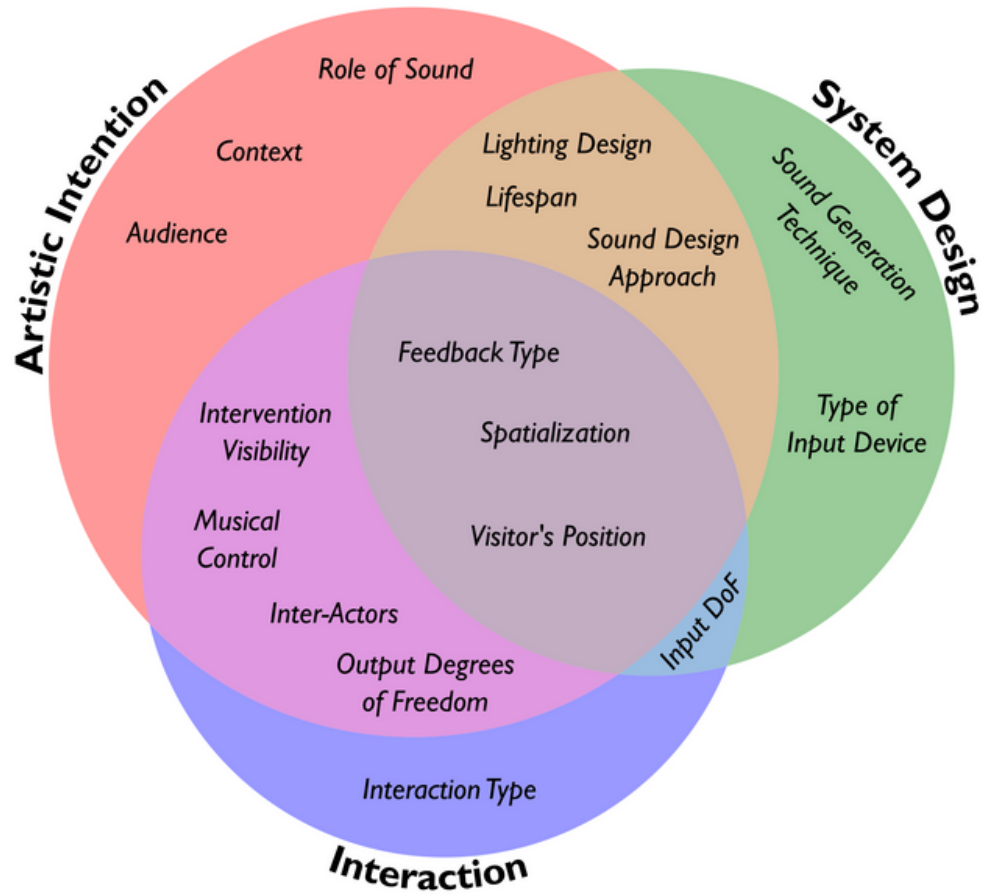 Artistic Intention
System Design
Interaction
Role of Sound
Context
Audience
Lighting Design
Lifespan
Sound Design
Approach
Sound Generation
Technique
Type of
Input Device
Feedback Type
Spatialization
Visitor's Position
Intervention
Visibility
Musical
Control
Inter-Actors
Output Degrees
of Freedom
Input DoF
Interaction Type